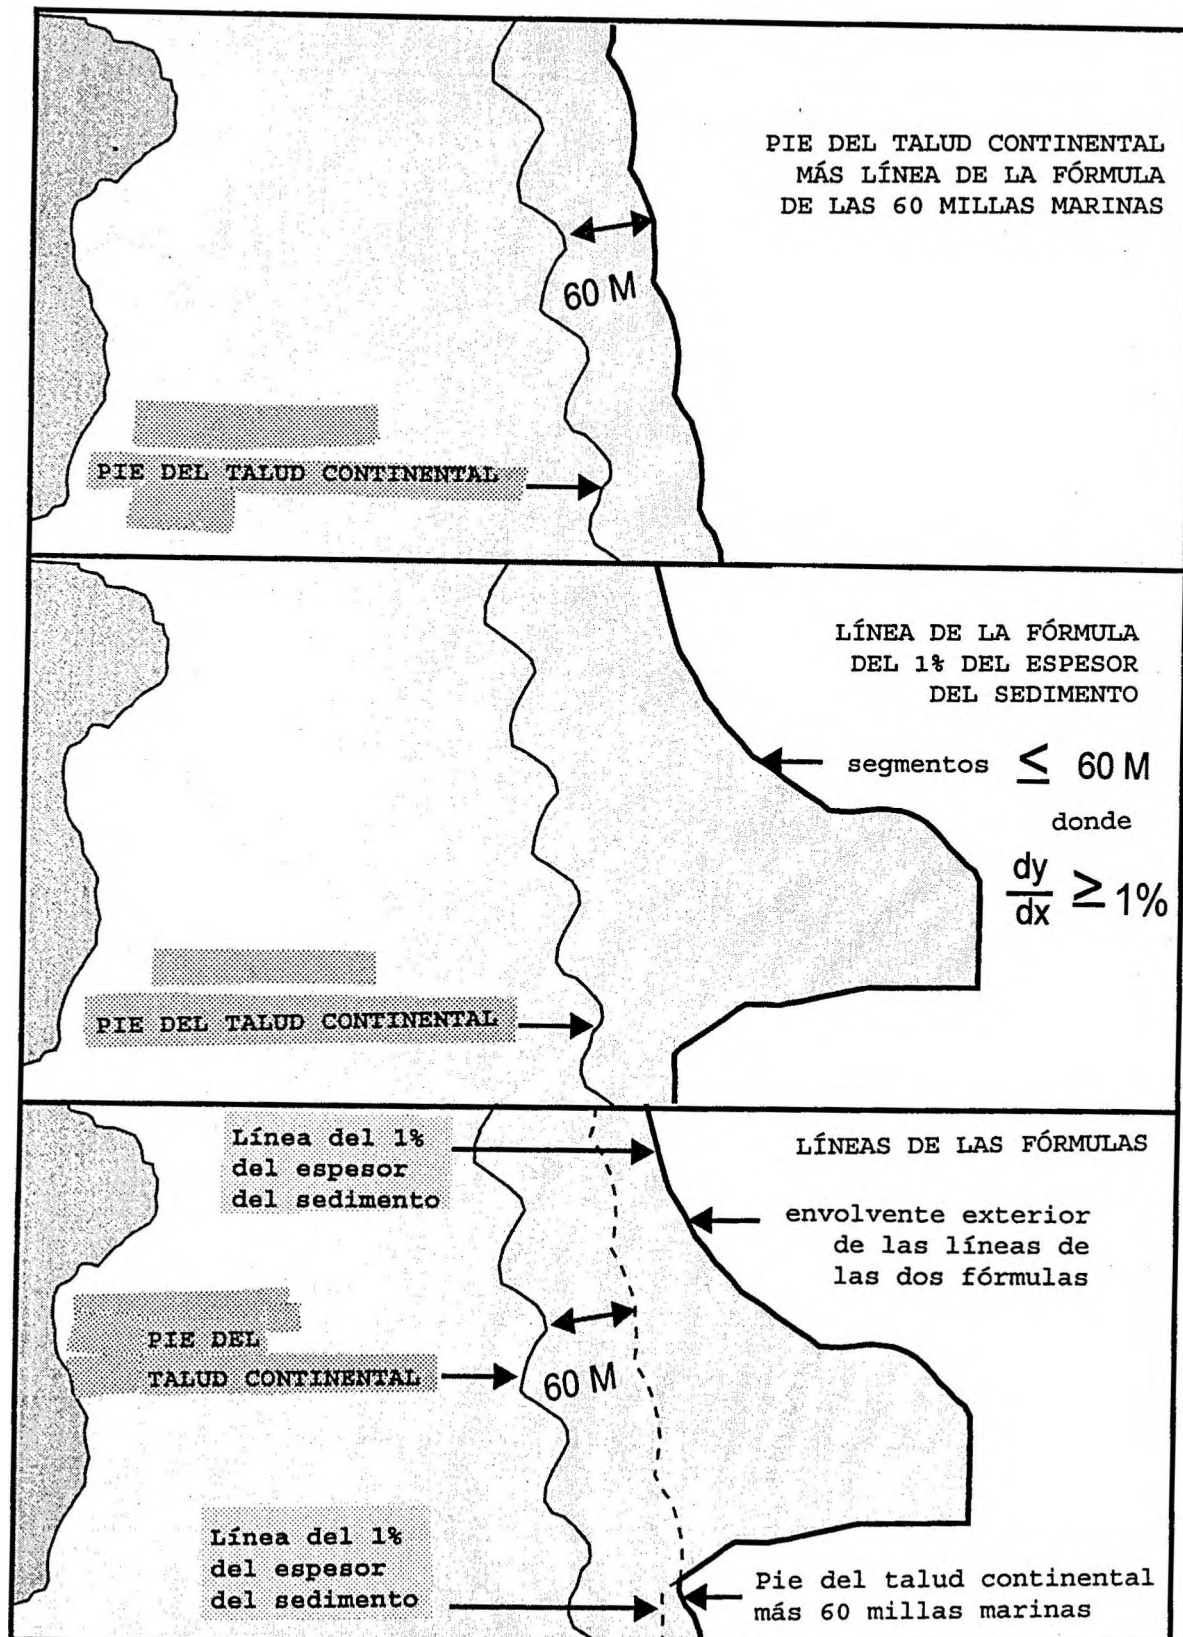 PIE DEL TALUD CONTINENTAL
MÁS LÍNEA DE LA FÓRMULA
DE LAS 60 MILLAS MARINAS
60 M
PIE DEL TALUD CONTINENTAL
LÍNEA DE LA FÓRMULA
DEL 1% DEL ESPESOR
DEL SEDIMENTO
segmentos ≤ 60 M
donde
dy
dx
≥ 1%
PIE DEL TALUD CONTINENTAL
Línea del 1%
del espesor
del sedimento
LÍNEAS DE LAS FÓRMULAS
envolvente exterior
de las líneas de
las dos fórmulas
PIE DEL
TALUD CONTINENTAL
60 M
Línea del 1%
del espesor
del sedimento
Pie del talud continental
más 60 millas marinas